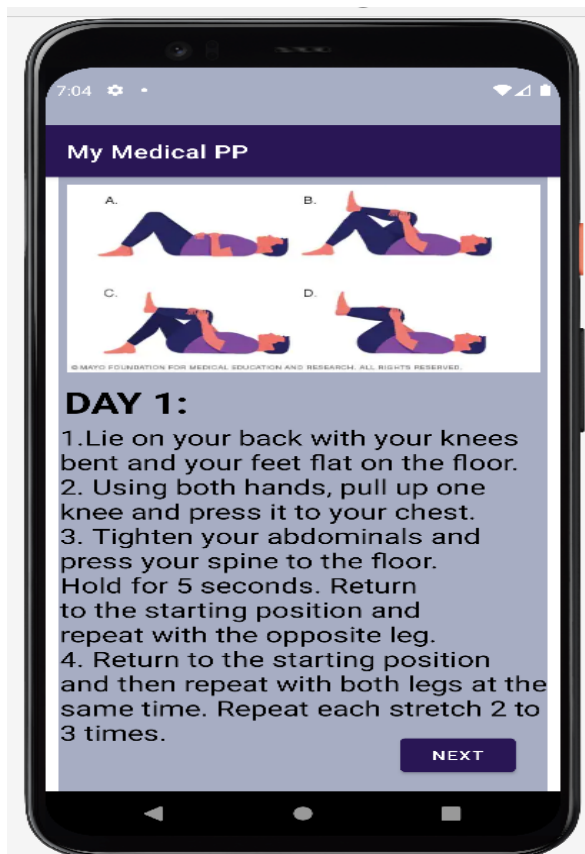 7:04
My Medical PP
A.
B.
C.
D.
© MAYO FOUNDATION FOR MEDICAL EDUCATION AND RESEARCH. ALL RIGHTS RESERVED.
DAY 1:
1.Lie on your back with your knees
bent and your feet flat on the floor.
2. Using both hands, pull up one
knee and press it to your chest.
3. Tighten your abdominals and
press your spine to the floor.
Hold for 5 seconds. Return
to the starting position and
repeat with the opposite leg.
4. Return to the starting position
and then repeat with both legs at the
same time. Repeat each stretch 2 to
3 times.
NEXT